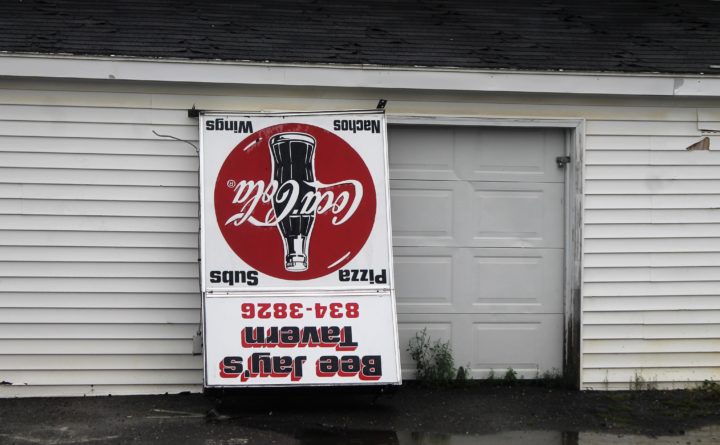 Bee Jay's
Tavern
834-3826
Pizza Subs
Coca-Cola®
Nachos Wings